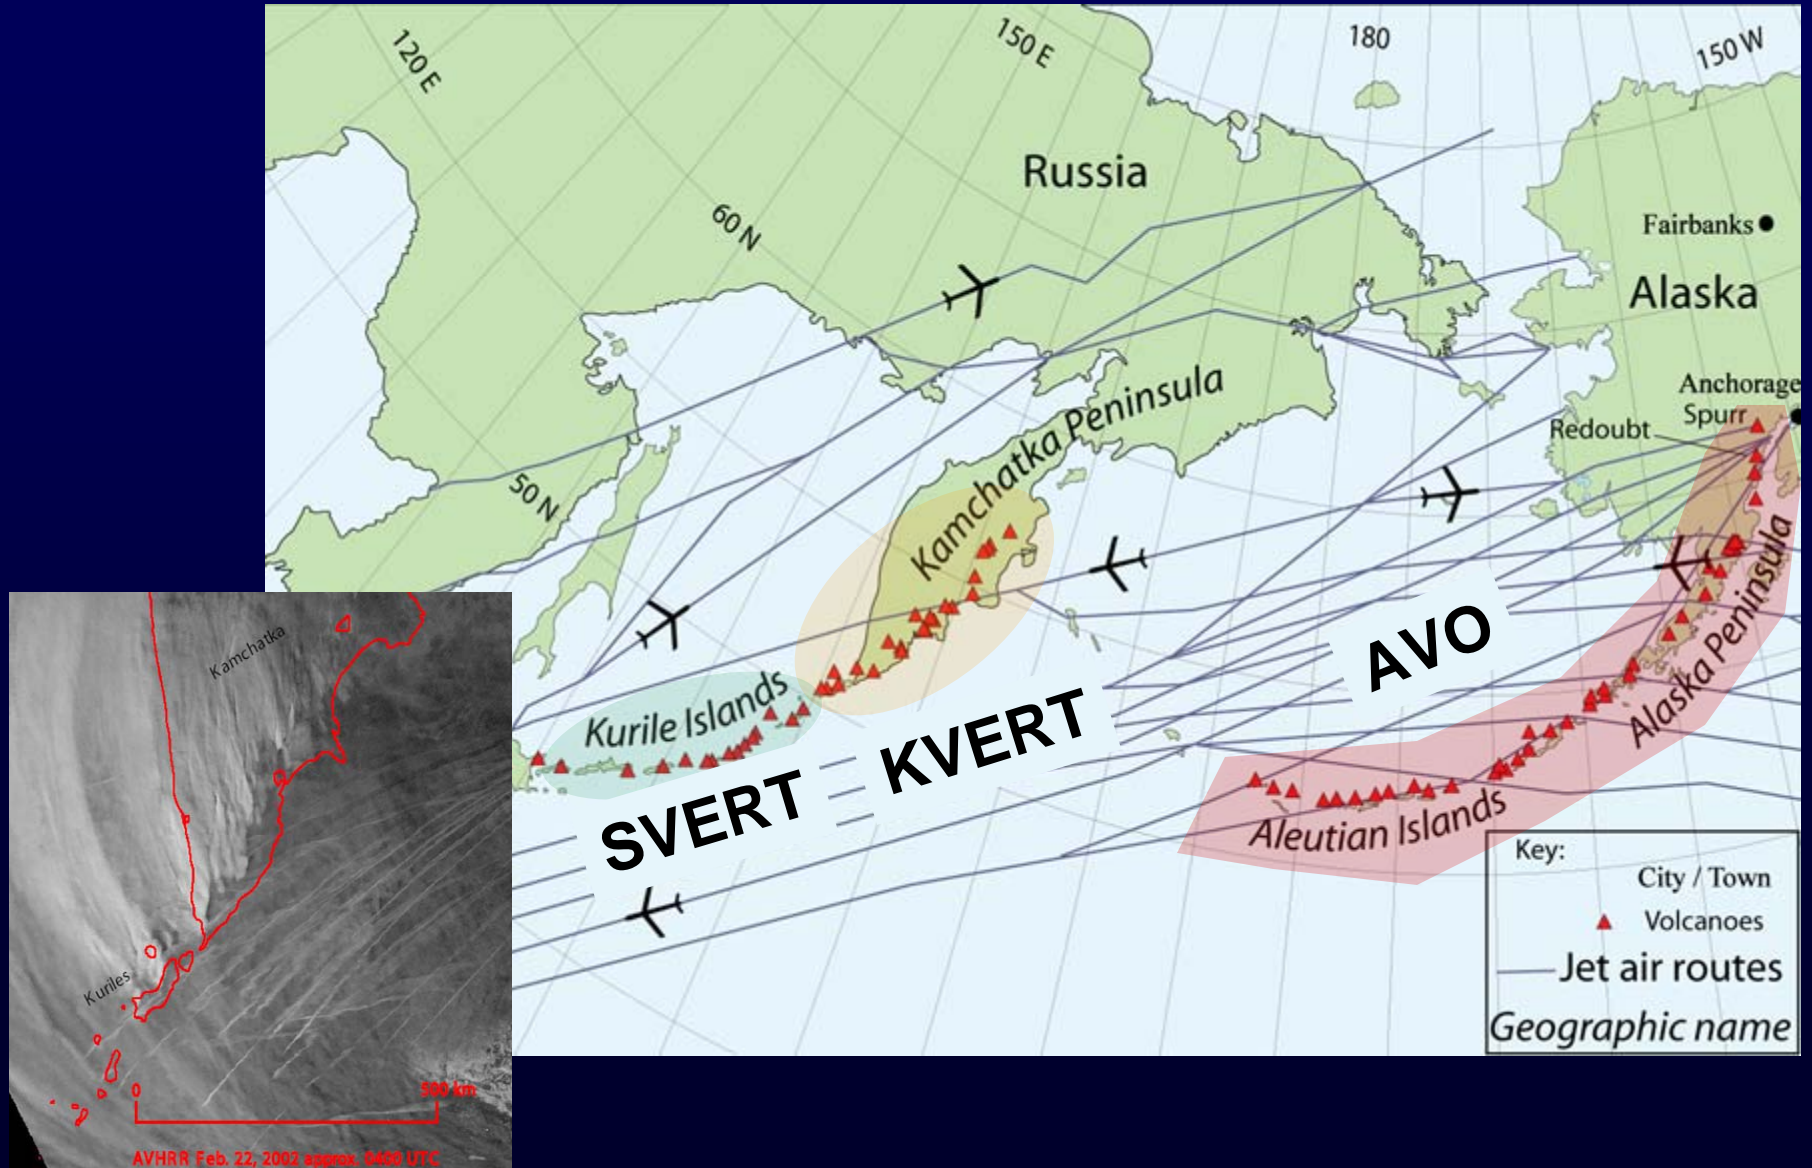 120 E
150 E
180
150 W
Russia
60 N
Fairbanks
Alaska
Kamchatka Peninsula
Anchorage
Spurr
Redoubt
50 N
Alaska Peninsula
AVO
Kurile Islands
KVERT
SVERT
Aleutian Islands
Key:
City / Town
Volcanoes
Jet air routes
Geographic name
Kamchatka
Kuriles
0
500 km
AVHRR Feb. 22, 2002 approx. 0400 UTC